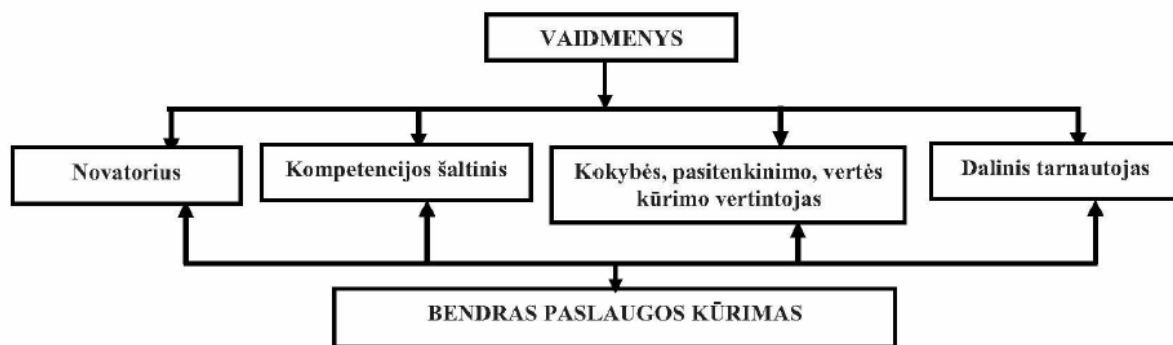 VAIDMENYS
Novatorius
Kompetencijos šaltinis
Kokybės, pasitenkinimo, vertės
kūrimo vertintojas
Dalinis tarnautojas
BENDRAS PASLAUGOS KŪRIMAS